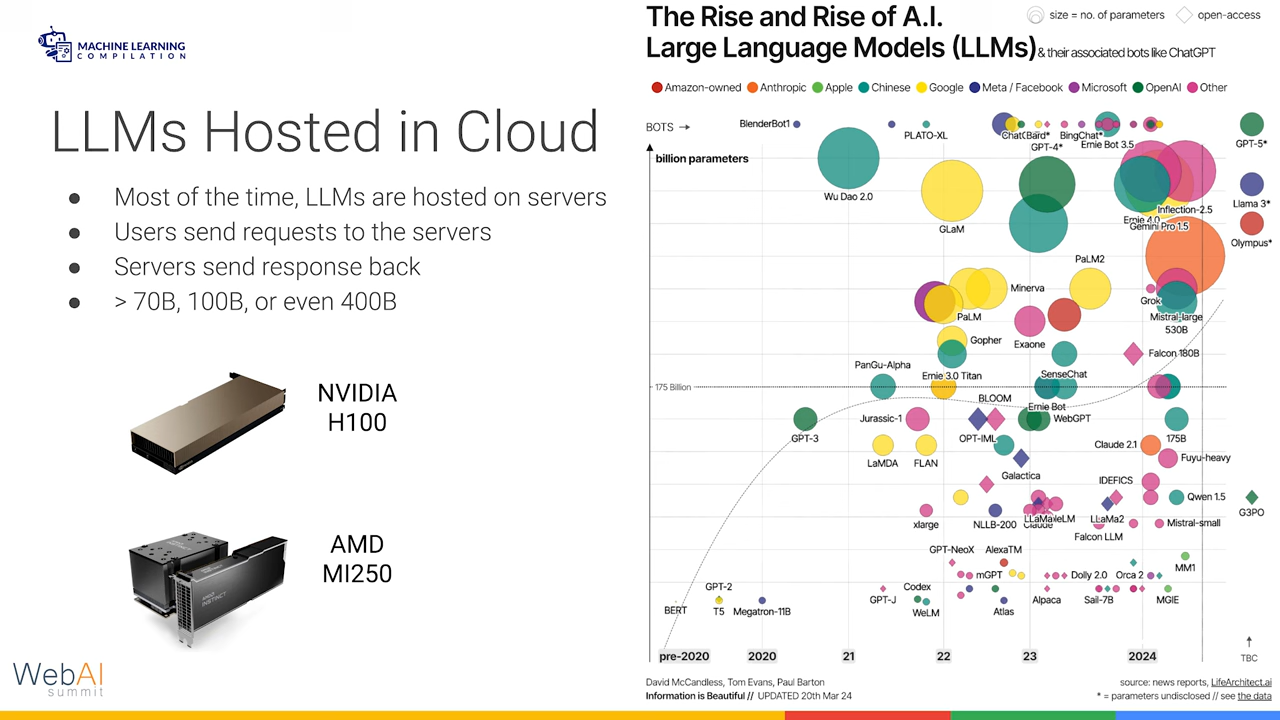 MACHINE LEARNING
COMPILATION
LLMs Hosted in Cloud
● Most of the time, LLMs are hosted on servers
● Users send requests to the servers
● Servers send response back
● > 70B, 100B, or even 400B
NVIDIA
H100
AMD
MI250
AMD
INSTINCT
WebAI
summit
The Rise and Rise of A.I.
Large Language Models (LLMs) & their associated bots like ChatGPT
size = no. of parameters
open-access
Amazon-owned Anthropic Apple Chinese Google Meta / Facebook Microsoft OpenAI Other
BOTS →
BlenderBot1
PLATO-XL
Bard*
BingChat*
GPT-4*
Ernie Bot 3.5
GPT-5*
billion parameters
Wu Dao 2.0
GLaM
Llama 3*
Inflection-2.5
Ernie 4.0
Gemini Pro 1.5
Olympus*
PaLM2
Minerva
Grok
PaLM
Mistral-large
530B
Gopher
Exaone
Falcon 180B
PanGu-Alpha
Ernie 3.0 Titan
SenseChat
175 Billion
BLOOM
Ernie Bot
Jurassic-1
WebGPT
GPT-3
OPT-IML
Claude 2.1
175B
LaMDA
FLAN
Fuyu-heavy
Galactica
IDEFICS
Qwen 1.5
G3PO
xlarge
NLLB-200
Claude
LLaMA2
Mistral-small
Falcon LLM
GPT-NeoX
AlexaTM
MM1
mGPT
Dolly 2.0
Orca 2
GPT-2
GPT-J
Codex
BERT
T5
Megatron-11B
WeLM
Atlas
Alpaca
Sail-7B
MGIE
pre-2020 2020 21 22 23 2024
↑
TBC
David McCandless, Tom Evans, Paul Barton
Information is Beautiful // UPDATED 20th Mar 24
source: news reports, LifeArchitect.ai
* = parameters undisclosed // see the data